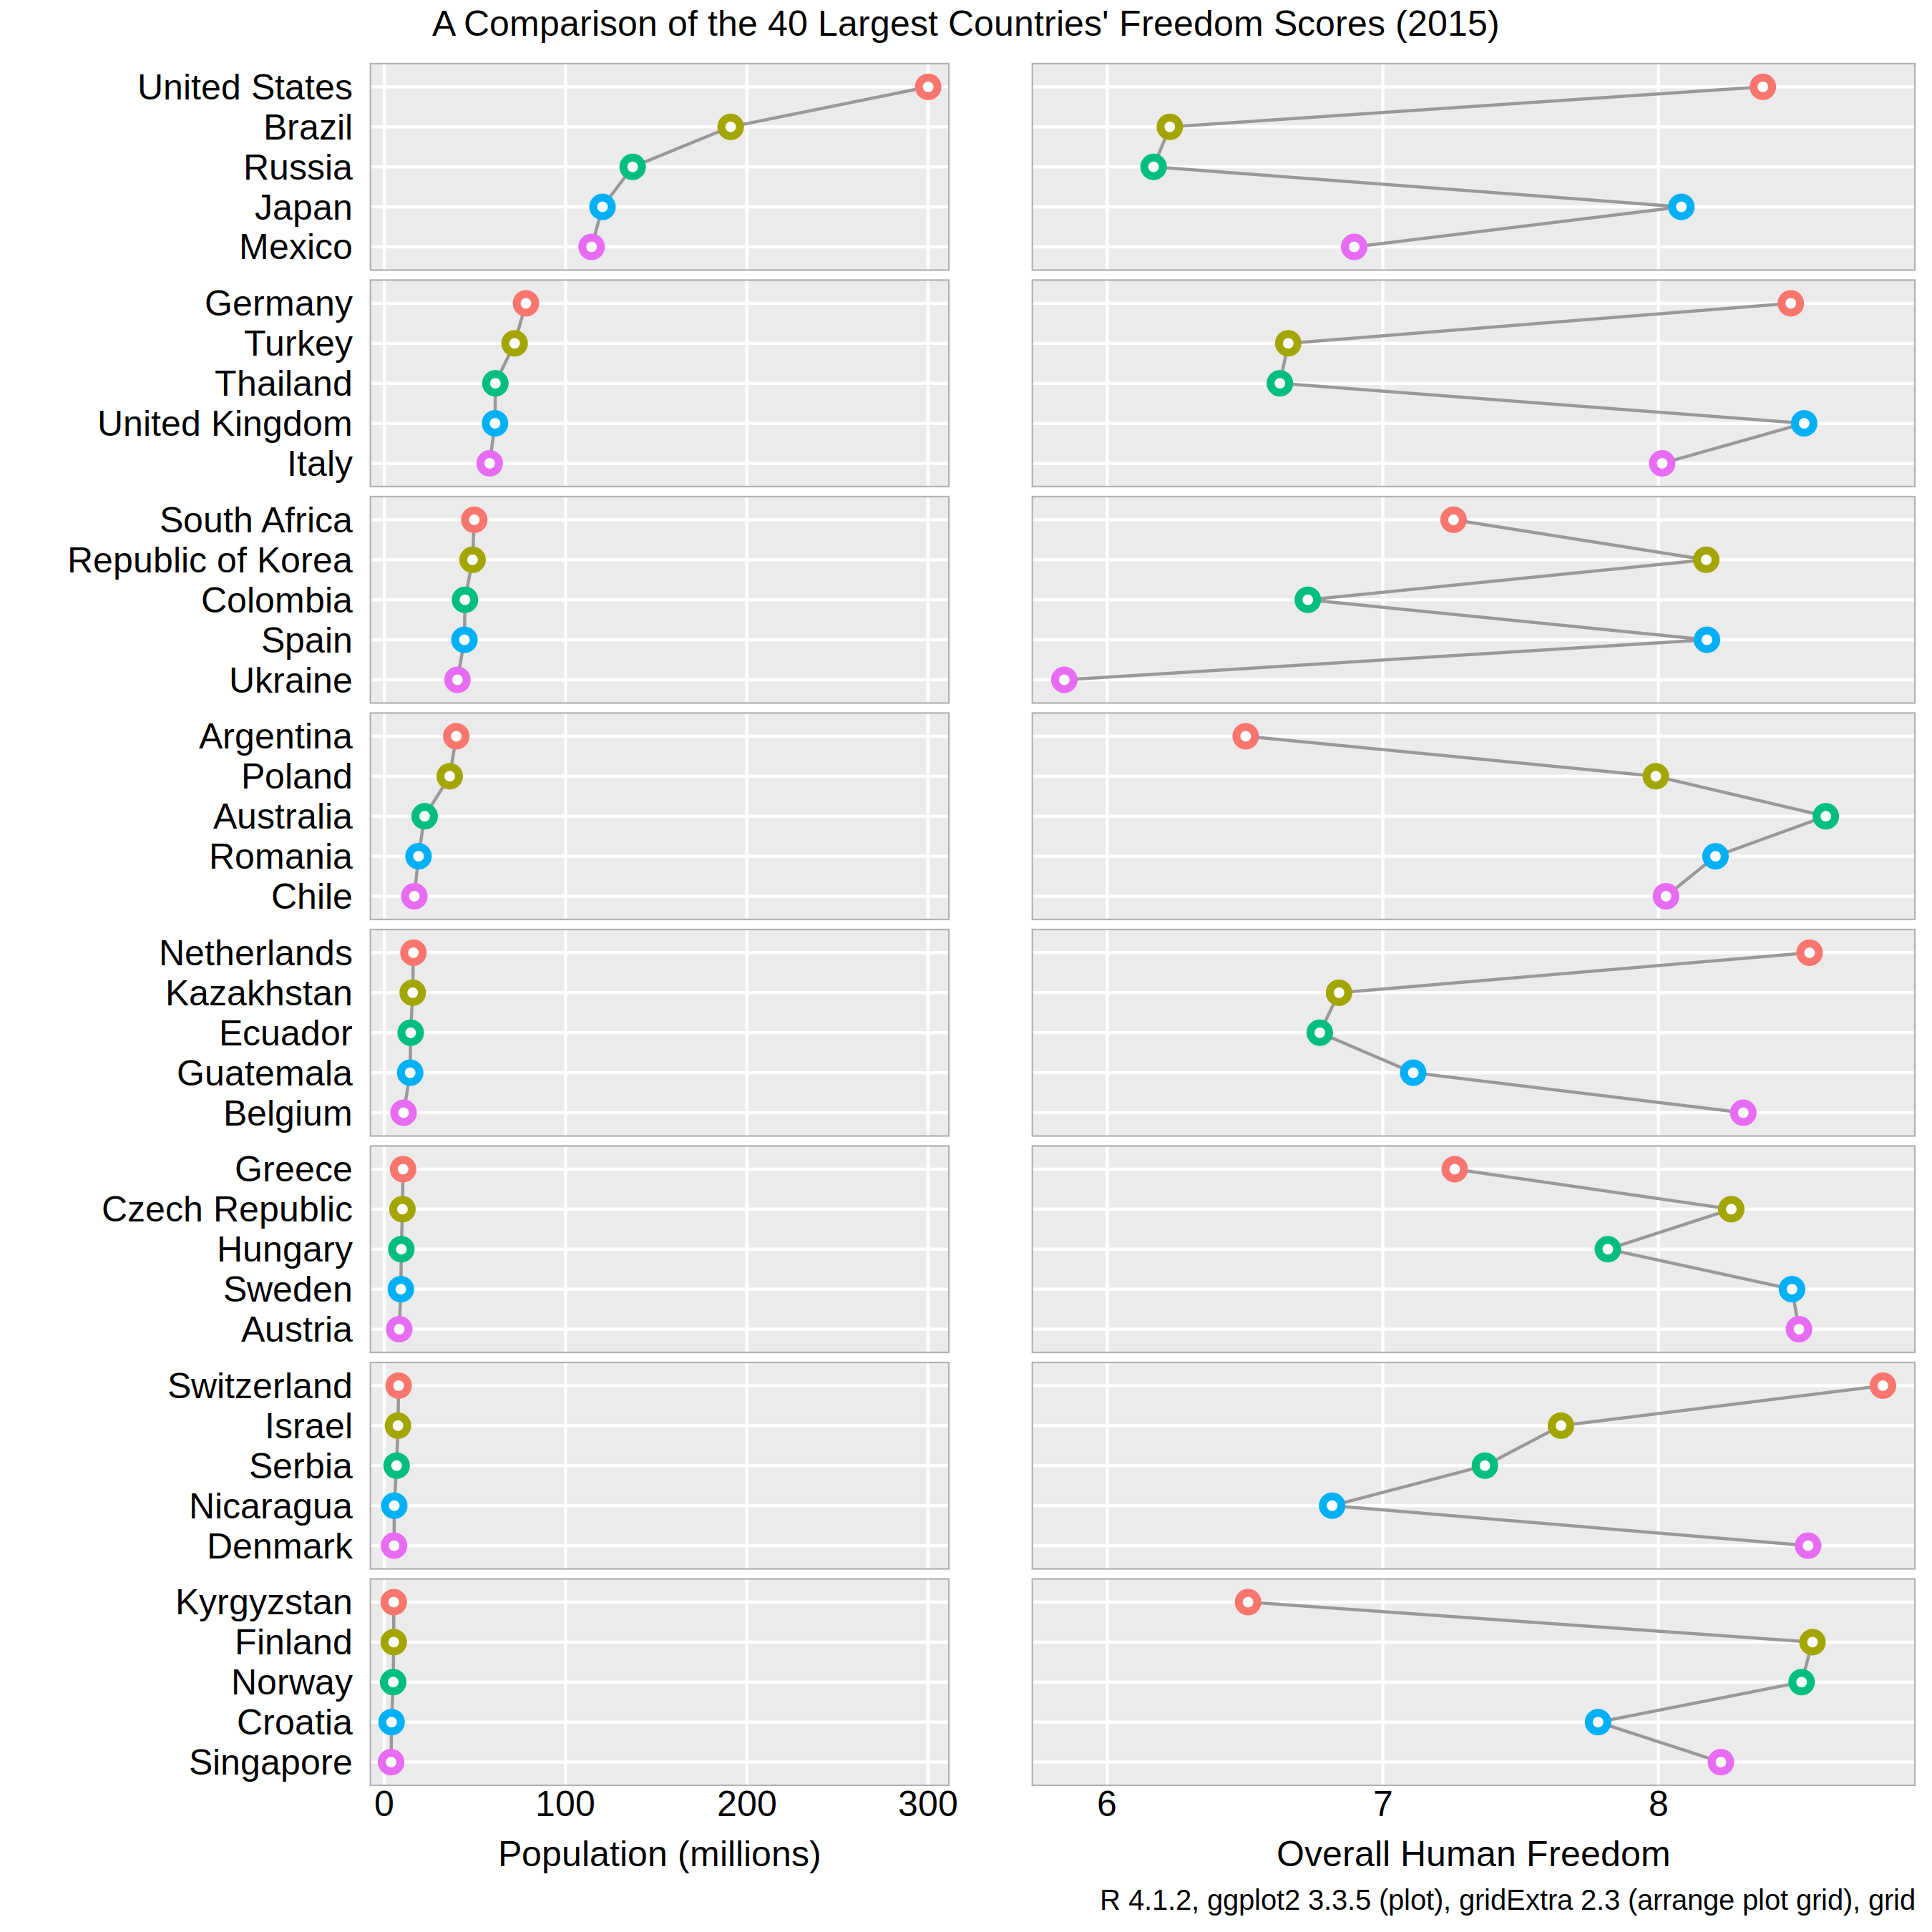 A Comparison of the 40 Largest Countries' Freedom Scores (2015)
United States
Brazil
Russia
Japan
Mexico
Germany
Turkey
Thailand
United Kingdom
Italy
South Africa
Republic of Korea
Colombia
Spain
Ukraine
Argentina
Poland
Australia
Romania
Chile
Netherlands
Kazakhstan
Ecuador
Guatemala
Belgium
Greece
Czech Republic
Hungary
Sweden
Austria
Switzerland
Israel
Serbia
Nicaragua
Denmark
Kyrgyzstan
Finland
Norway
Croatia
Singapore
0 100 200 300
Population (millions)
6 7 8
Overall Human Freedom
R 4.1.2, ggplot2 3.3.5 (plot), gridExtra 2.3 (arrange plot grid), grid